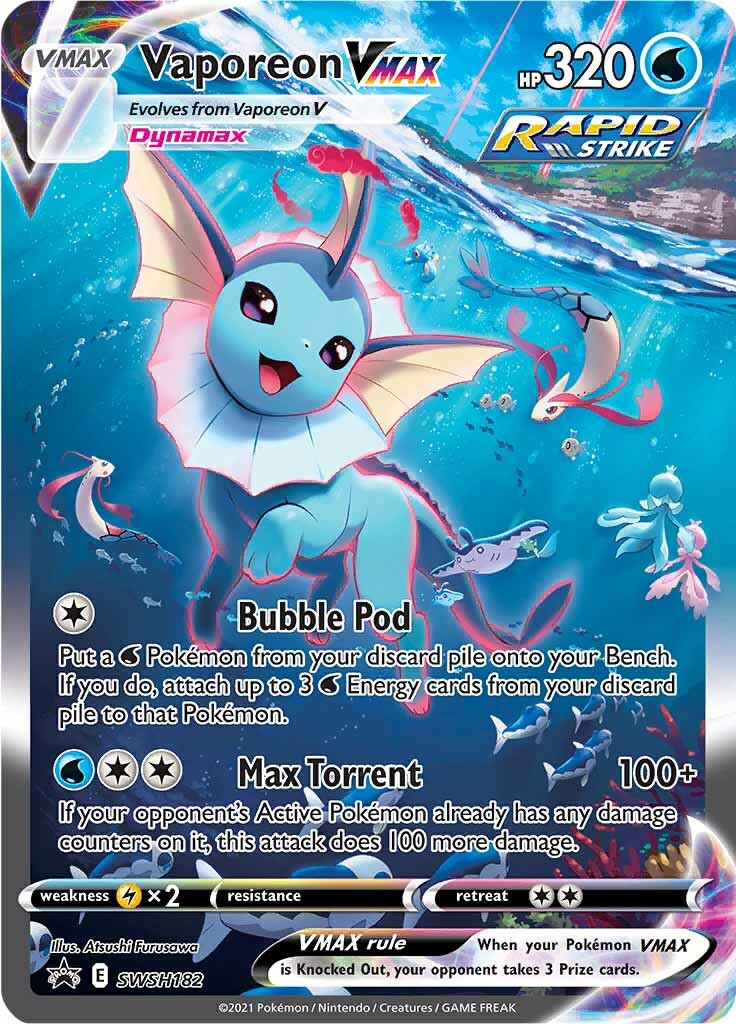 VMAX Vaporeon VMAX HP 320
Evolves from Vaporeon V
Dynamax
RAPID
STRIKE
Bubble Pod
Put a Pokémon from your discard pile onto your Bench.
If you do, attach up to 3 Energy cards from your discard
pile to that Pokémon.
Max Torrent 100+
If your opponent's Active Pokémon already has any damage
counters on it, this attack does 100 more damage.
weakness ×2 resistance retreat
Illus. Atsushi Furusawa
VMAX rule When your Pokémon VMAX
is Knocked Out, your opponent takes 3 Prize cards.
PROMO E SWSH182
©2021 Pokémon / Nintendo / Creatures / GAME FREAK